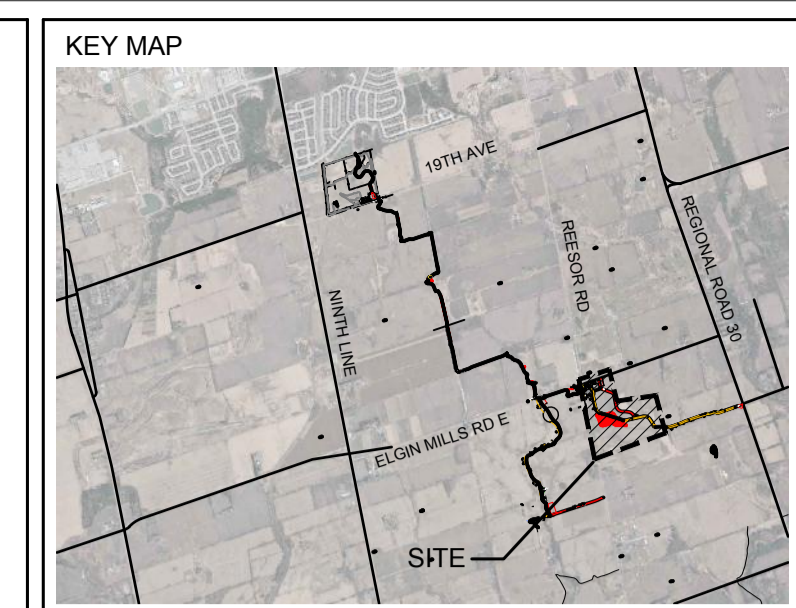 KEY MAP
19TH AVE
REESOR RD
REGIONAL ROAD 30
NINTH LINE
ELGIN MILLS RD E
SITE